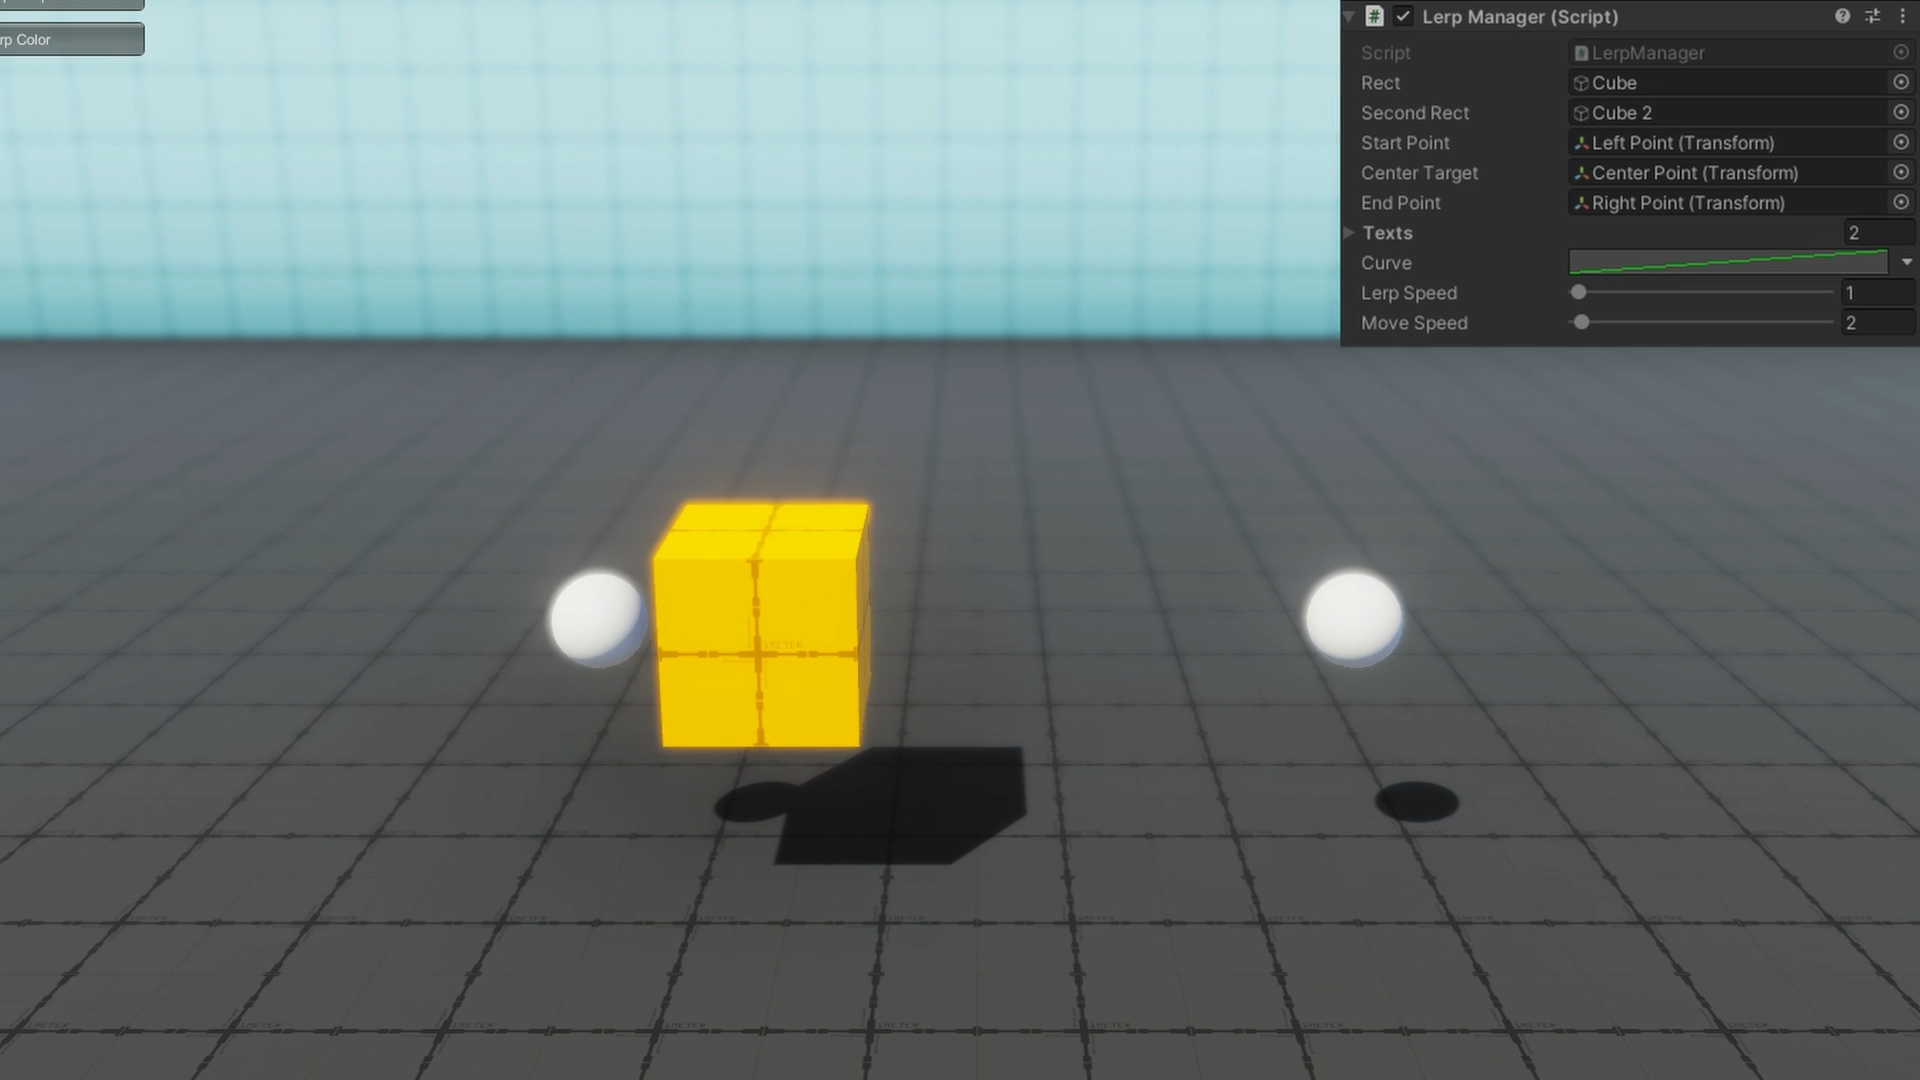 rp Color
Lerp Manager (Script)
Script LerpManager
Rect Cube
Second Rect Cube 2
Start Point Left Point (Transform)
Center Target Center Point (Transform)
End Point Right Point (Transform)
Texts 2
Curve
Lerp Speed 1
Move Speed 2
1METER